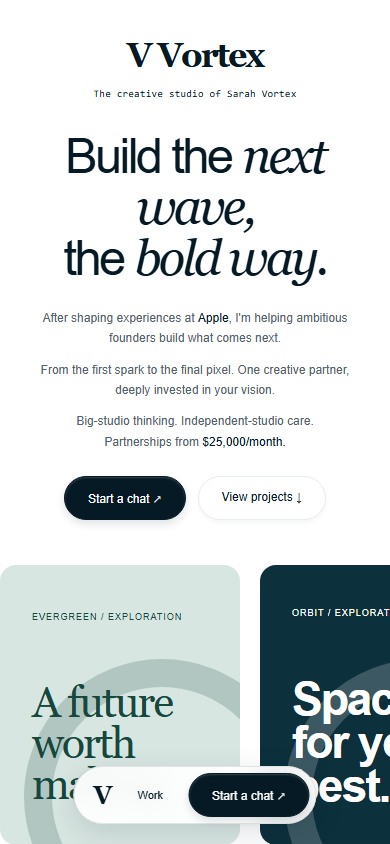 V Vortex
The creative studio of Sarah Vortex
Build the next
wave,
the bold way.
After shaping experiences at Apple, I'm helping ambitious
founders build what comes next.
From the first spark to the final pixel. One creative partner,
deeply invested in your vision.
Big-studio thinking. Independent-studio care.
Partnerships from $25,000/month.
Start a chat ↗
View projects ↓
EVERGREEN / EXPLORATION
A future
worth
ORBIT / EXPLORAT
Spac
for yo
best.
V
Work
Start a chat ↗